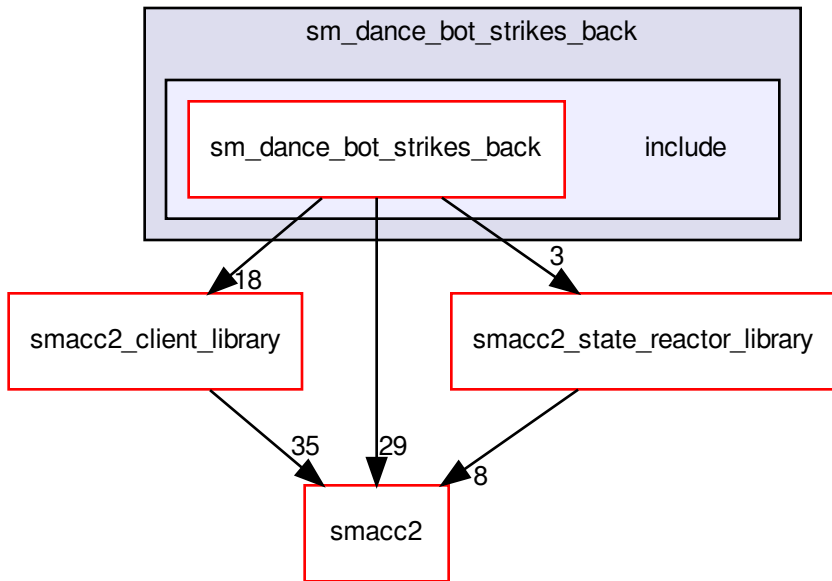 sm_dance_bot_strikes_back
sm_dance_bot_strikes_back
include
3
18
smacc2_client_library
smacc2_state_reactor_library
35
29
8
smacc2